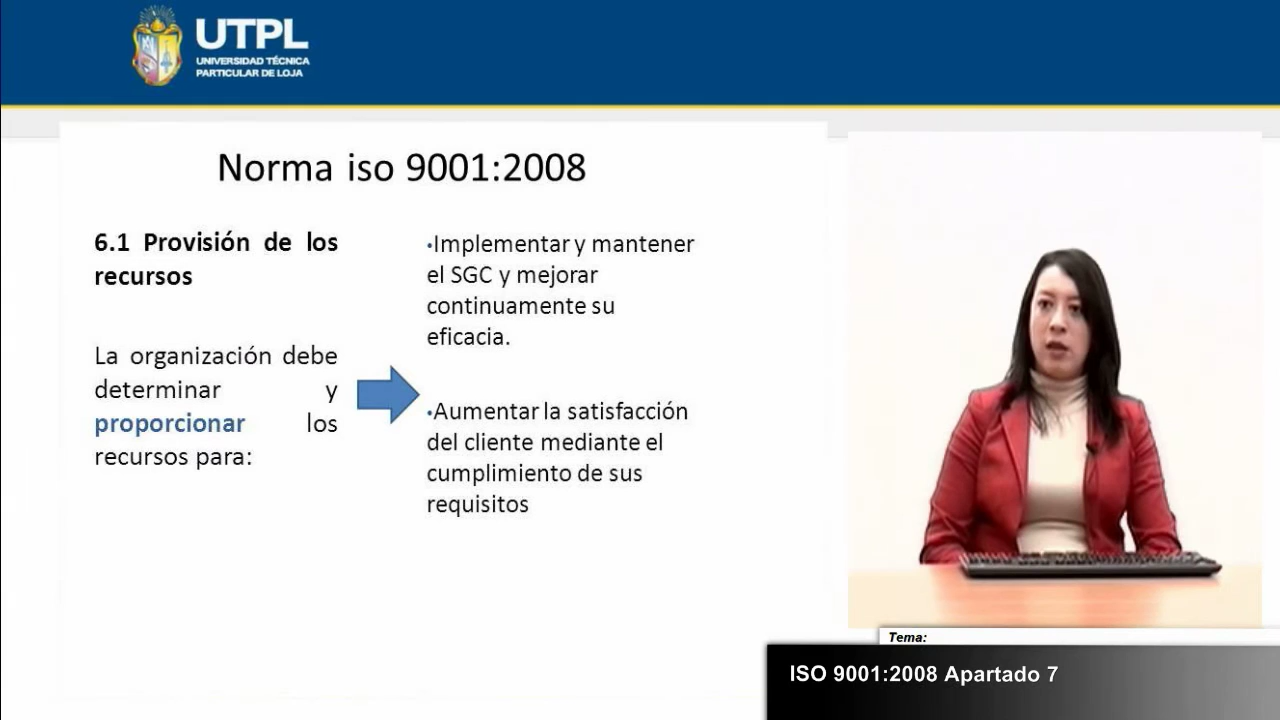 UTPL
UNIVERSIDAD TÉCNICA
PARTICULAR DE LOJA
Norma iso 9001:2008
6.1 Provisión de los
recursos
La organización debe
determinar y
proporcionar los
recursos para:
•Implementar y mantener
el SGC y mejorar
continuamente su
eficacia.
•Aumentar la satisfacción
del cliente mediante el
cumplimiento de sus
requisitos
Tema:
ISO 9001:2008 Apartado 7